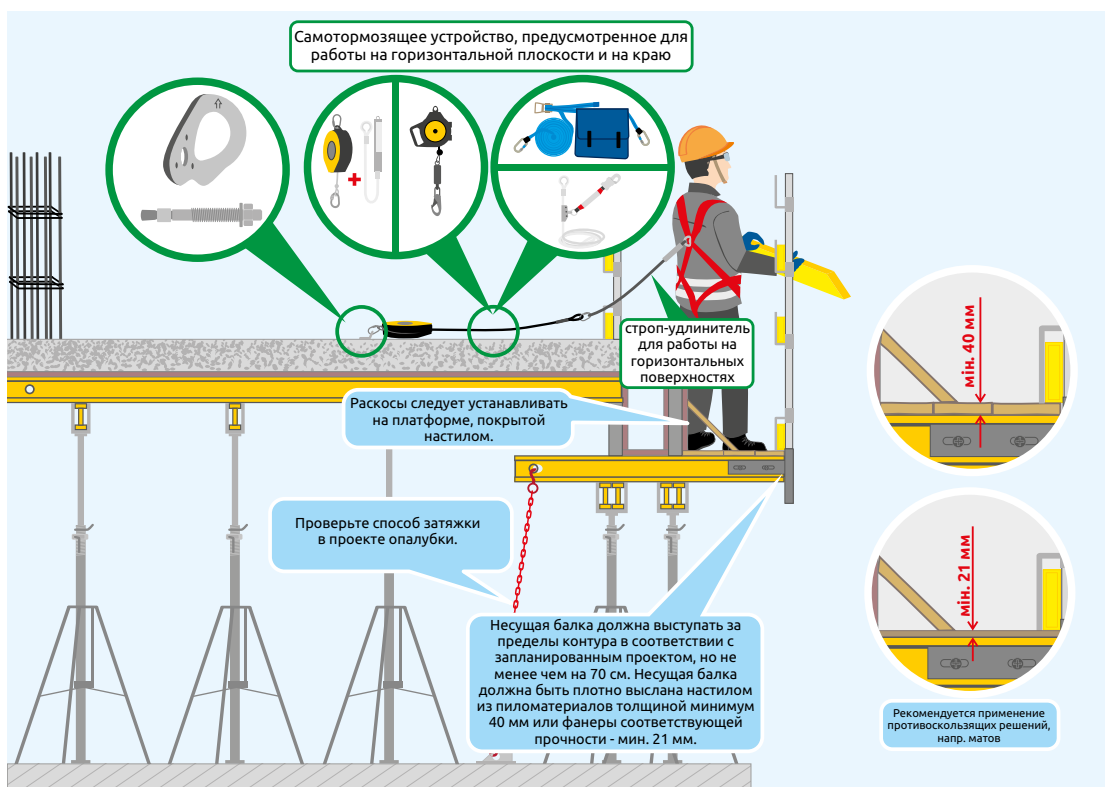 Самотормозящее устройство, предусмотренное для
работы на горизонтальной плоскости и на краю
строп-удлинитель
для работы на
горизонтальных
поверхностях
Раскосы следует устанавливать
на платформе, покрытой
настилом.
Проверьте способ затяжки
в проекте опалубки.
Несущая балка должна выступать за
пределы контура в соответствии с
запланированным проектом, но не
менее чем на 70 см. Несущая балка
должна быть плотно выслана настилом
из пиломатериалов толщиной минимум
40 мм или фанеры соответствующей
прочности - мин. 21 мм.
мін. 40 мм
мін. 21 мм
Рекомендуется применение
противоскользящих решений,
напр. матов